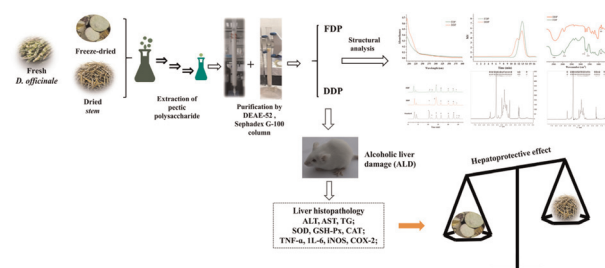 Freeze-dried
Fresh
D. officinale
Dried
stem
Extraction of
pectic
polysaccharide
Purification by
DEAE-52 ,
Sephadex G-100
column
FDP
Structural
analysis
DDP
Alcoholic liver
damage (ALD)
Liver histopathology
ALT, AST, TG;
SOD, GSH-Px, CAT;
TNF-α, 1L-6, iNOS, COX-2;
Hepatoprotective effect